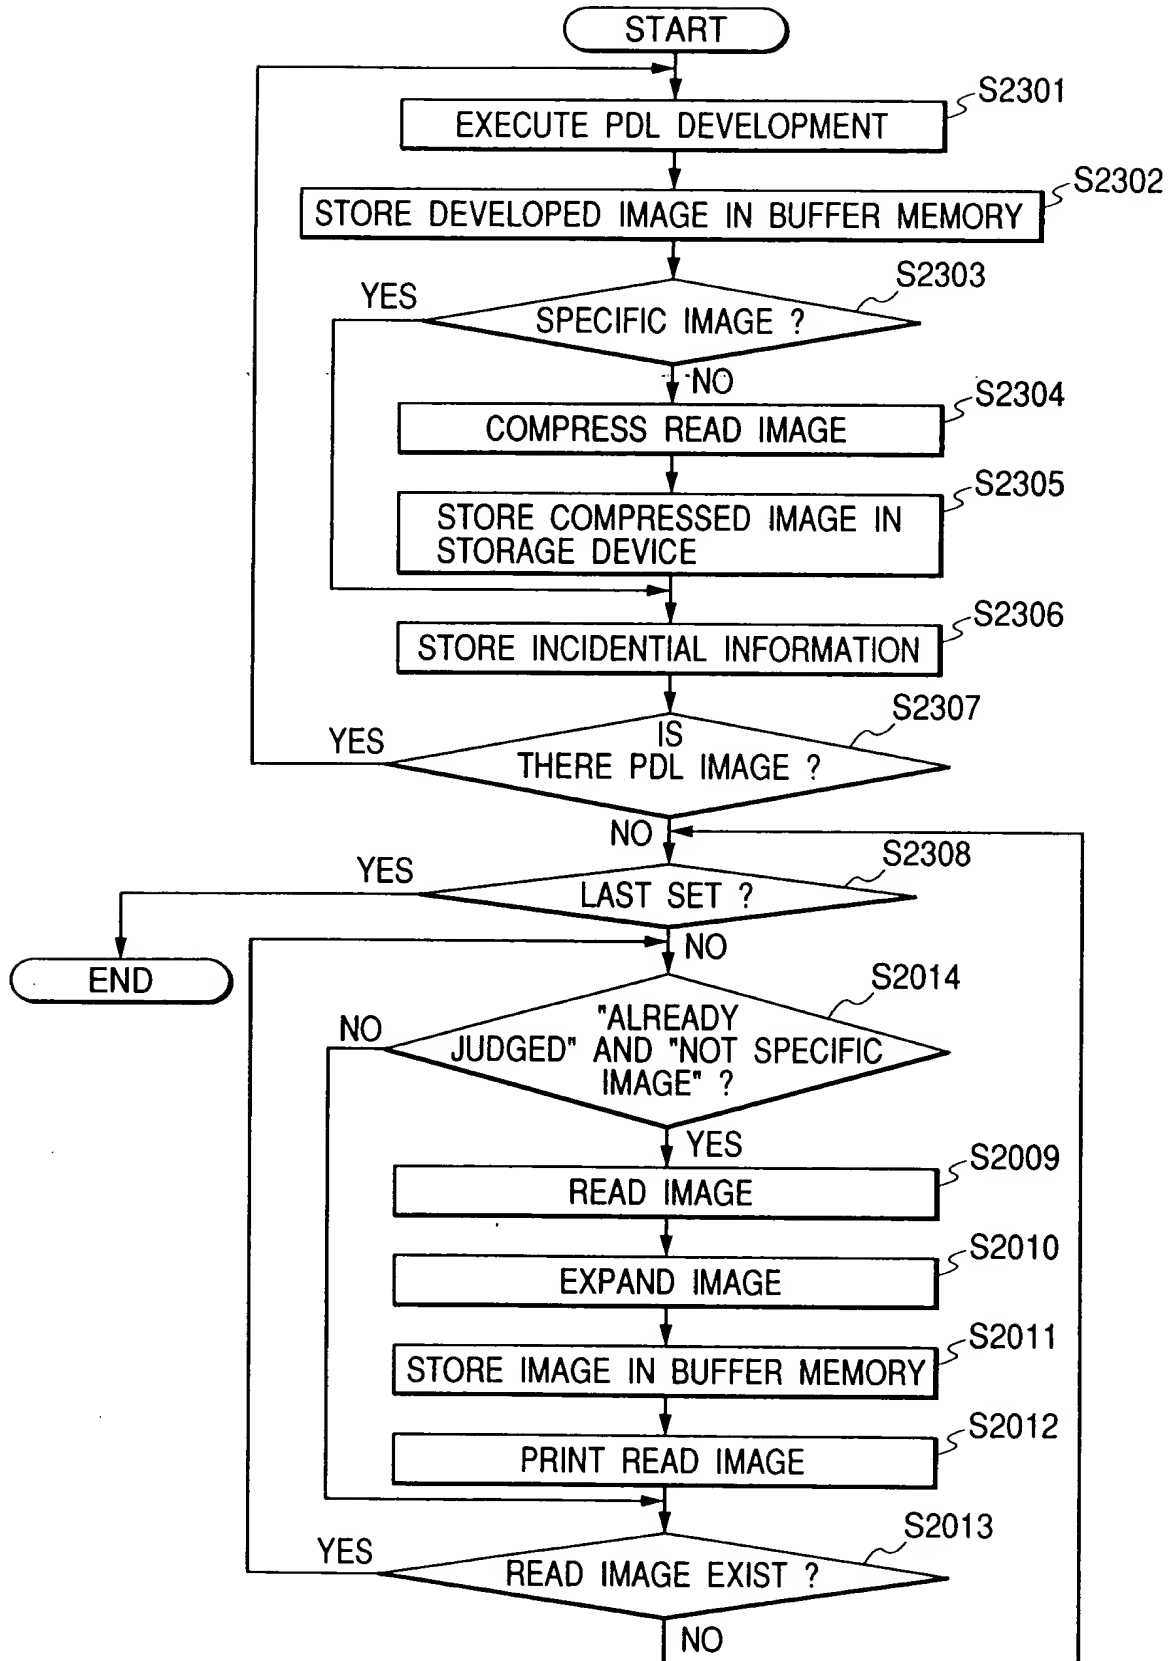 START
S2301
EXECUTE PDL DEVELOPMENT
S2302
STORE DEVELOPED IMAGE IN BUFFER MEMORY
S2303
YES
SPECIFIC IMAGE ?
NO
S2304
COMPRESS READ IMAGE
S2305
STORE COMPRESSED IMAGE IN
STORAGE DEVICE
S2306
STORE INCIDENTIAL INFORMATION
S2307
YES
IS
THERE PDL IMAGE ?
NO
S2308
YES
LAST SET ?
NO
END
S2014
NO
"ALREADY
JUDGED" AND "NOT SPECIFIC
IMAGE" ?
YES
S2009
READ IMAGE
S2010
EXPAND IMAGE
S2011
STORE IMAGE IN BUFFER MEMORY
S2012
PRINT READ IMAGE
S2013
YES
READ IMAGE EXIST ?
NO